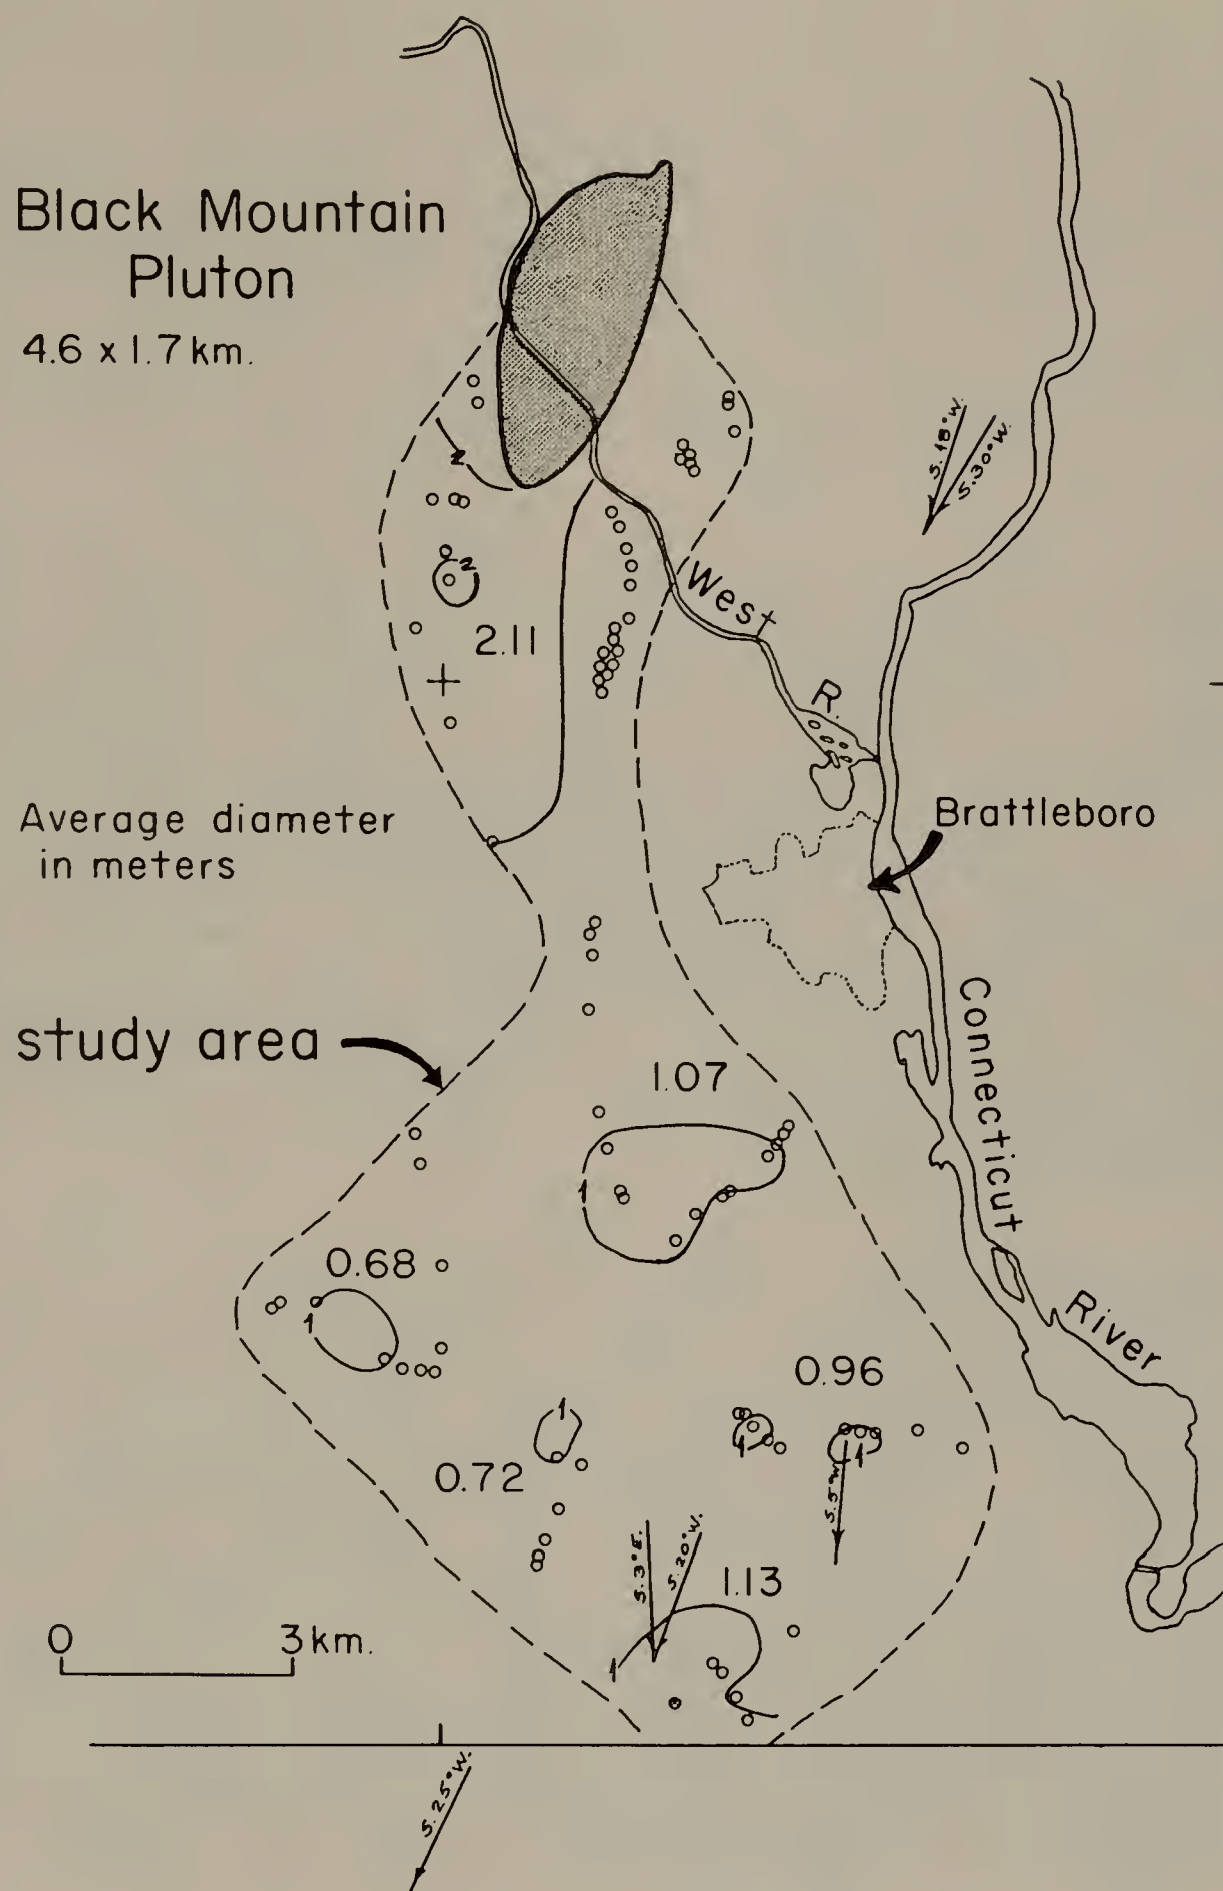 Black Mountain
Pluton
4.6 x 1.7 km.
S.18°W.
S.30°W.
2
2
2.11
West
R.
Average diameter
in meters
Brattleboro
study area
Connecticut
River
1.07
1
0.68
1
0.96
1
1
1
0.72
S.5°W.
S.3°E.
S.20°W.
1.13
1
0 3 km.
S.25°W.